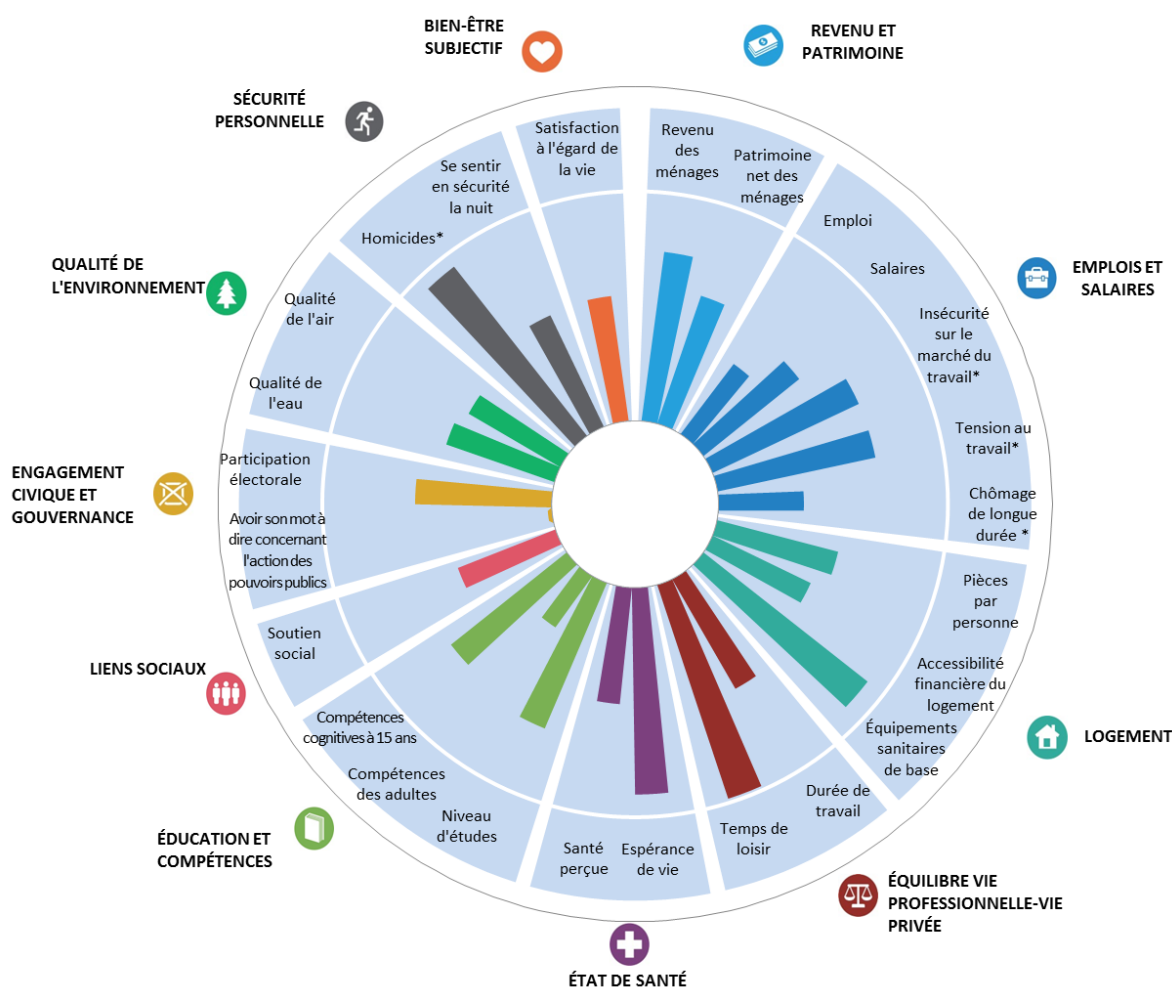 BIEN-ÊTRE
SUBJECTIF
REVENU ET
PATRIMOINE
SÉCURITÉ
PERSONNELLE
Satisfaction
à l'égard de
la vie
Revenu
des
ménages
Patrimoine
net des
ménages
Se sentir
en sécurité
la nuit
Homicides*
Emploi
Salaires
Insécurité
sur le
marché du
travail*
Tension au
travail*
Chômage
de longue
durée *
EMPLOIS ET
SALAIRES
QUALITÉ DE
L'ENVIRONNEMENT
Qualité
de l'air
Qualité de
l'eau
ENGAGEMENT
CIVIQUE ET
GOUVERNANCE
Participation
électorale
Avoir son mot à
dire concernant
l'action des
pouvoirs publics
Pièces
par
personne
Accessibilité
financière du
logement
Équipements
sanitaires
de base
LOGEMENT
Soutien
social
LIENS SOCIAUX
Compétences
cognitives à 15 ans
Compétences
des adultes
Niveau
d'études
ÉDUCATION ET
COMPÉTENCES
Santé
perçue
Espérance
de vie
Temps de
loisir
Durée de
travail
ÉQUILIBRE VIE
PROFESSIONNELLE-VIE
PRIVÉE
ÉTAT DE SANTÉ